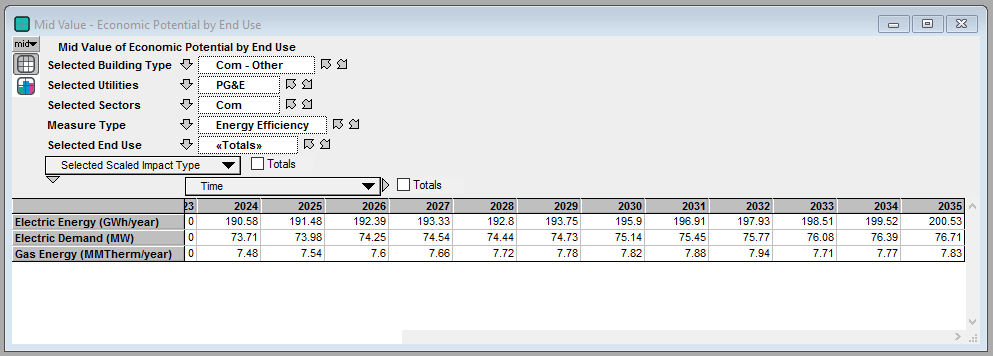 Mid Value - Economic Potential by End Use
mid
Mid Value of Economic Potential by End Use
Selected Building Type Com - Other
Selected Utilities PG&E
Selected Sectors Com
Measure Type Energy Efficiency
Selected End Use «Totals»
Selected Scaled Impact Type Totals
Time Totals
23 2024 2025 2026 2027 2028 2029 2030 2031 2032 2033 2034 2035
Electric Energy (GWh/year) 0 190.58 191.48 192.39 193.33 192.8 193.75 195.9 196.91 197.93 198.51 199.52 200.53
Electric Demand (MW) 0 73.71 73.98 74.25 74.54 74.44 74.73 75.14 75.45 75.77 76.08 76.39 76.71
Gas Energy (MMTherm/year) 0 7.48 7.54 7.6 7.66 7.72 7.78 7.82 7.88 7.94 7.71 7.77 7.83